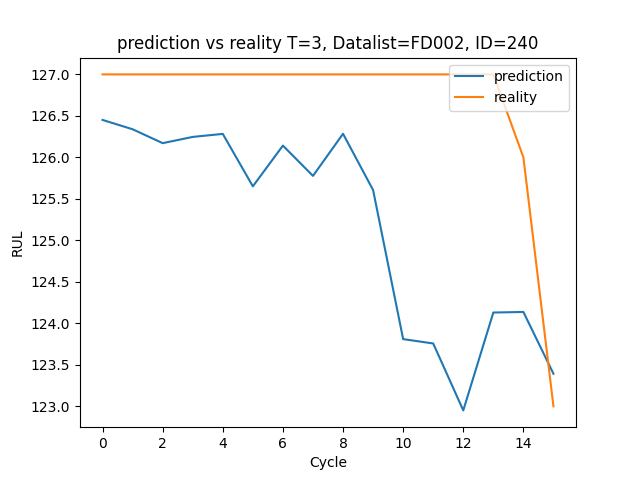 prediction vs reality T=3, Datalist=FD002, ID=240
prediction
reality
127.0
126.5
126.0
125.5
125.0
124.5
124.0
123.5
123.0
RUL
0 2 4 6 8 10 12 14
Cycle